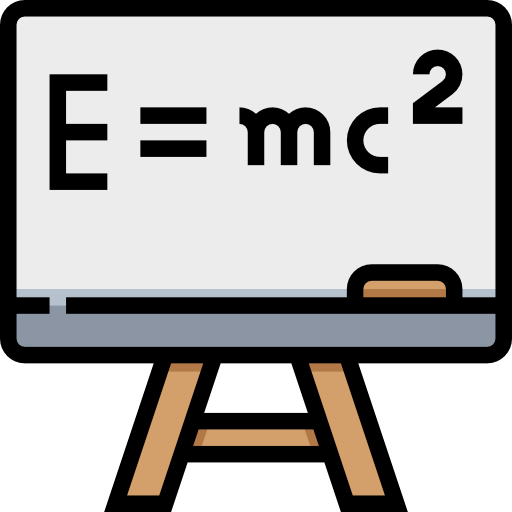 E = mc²